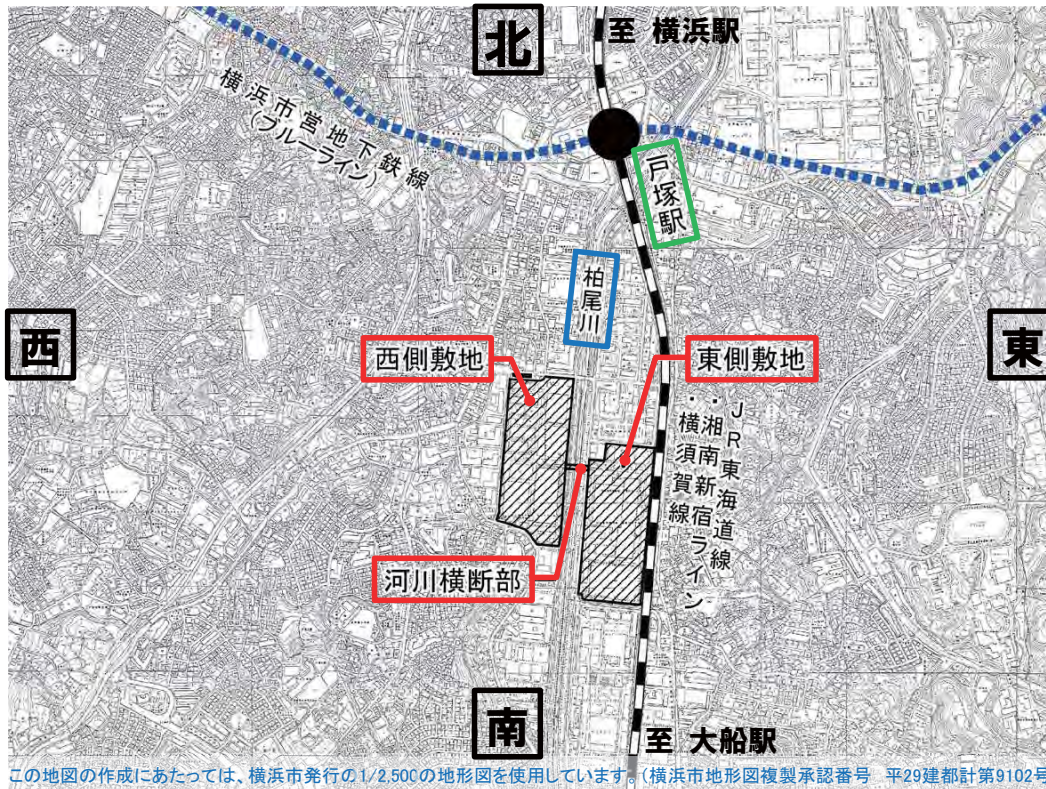 北
至 横浜駅
横浜市営地下鉄線
(ブルーライン)
戸塚駅
柏尾川
西
東
西側敷地
東側敷地
JR東海道線
・湘南新宿ライン
・横須賀線
河川横断部
南
至 大船駅
この地図の作成にあたっては、横浜市発行の1/2,500の地形図を使用しています。(横浜市地形図複製承認番号 平29建都計第9102号